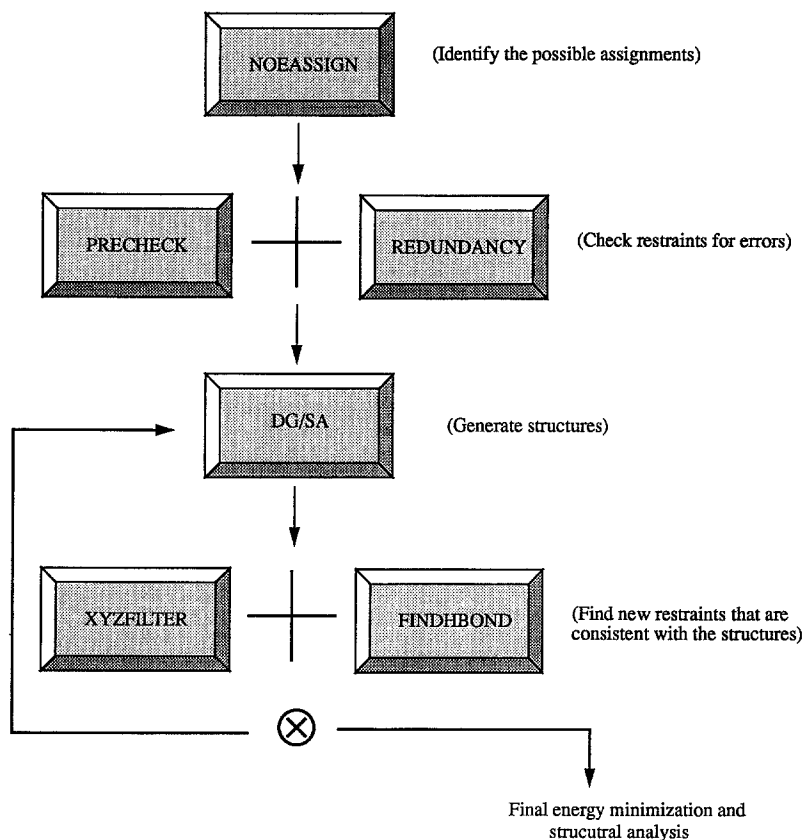 NOEASSIGN
(Identify the possible assignments)
PRECHECK
REDUNDANCY
(Check restraints for errors)
DG/SA
(Generate structures)
XYZFILTER
FINDHBOND
(Find new restraints that are
consistent with the structures)
Final energy minimization and
strucutral analysis